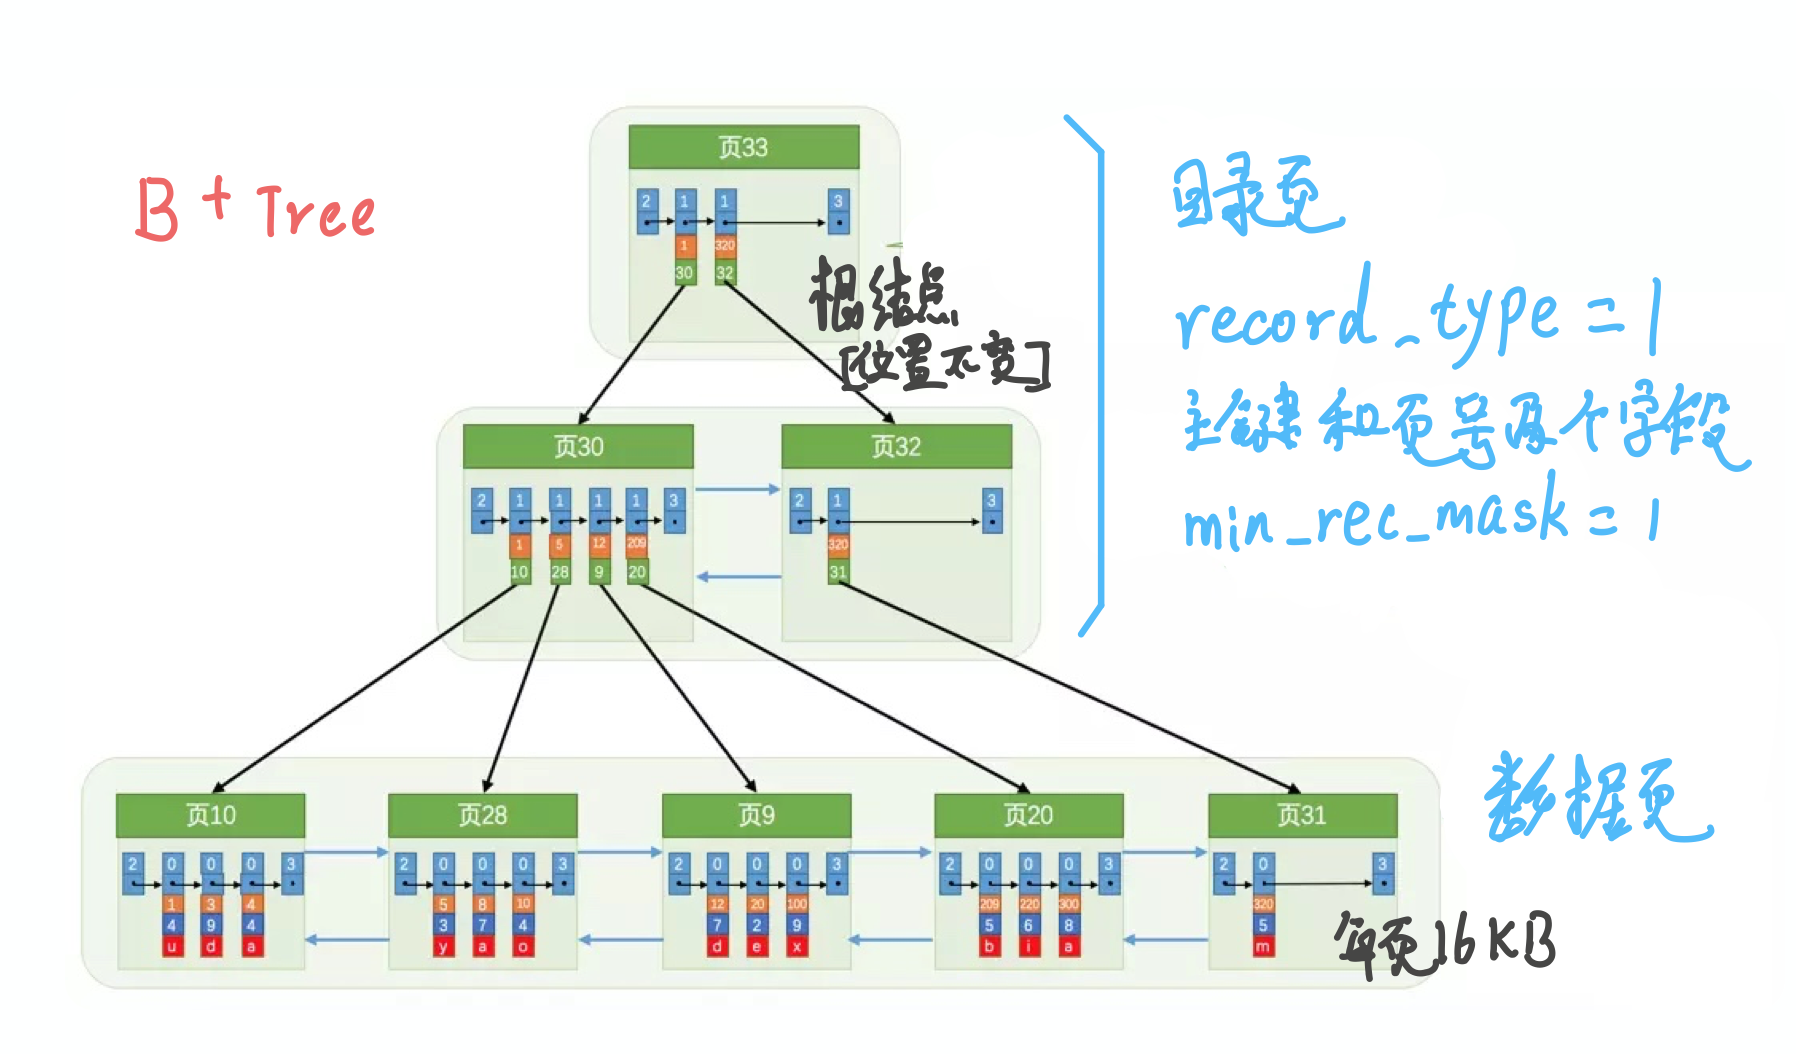 B + Tree
页33
2 1 1 3
1 320
30 32
根结点
[位置不变]
目录页
record_type = 1
主键和页号两个字段
min_rec_mask = 1
页30
2 1 1 1 1 3
1 5 12 209
10 28 9 20
页32
2 1 3
320
31
数据页
页10
2 0 0 0 3
1 3 4
4 9 4
u d a
页28
2 0 0 0 3
5 8 10
3 7 4
y a o
页9
2 0 0 0 3
12 20 100
7 2 9
d e x
页20
2 0 0 0 3
209 220 300
5 6 8
b i a
页31
2 0 3
320
5
m
每页16KB